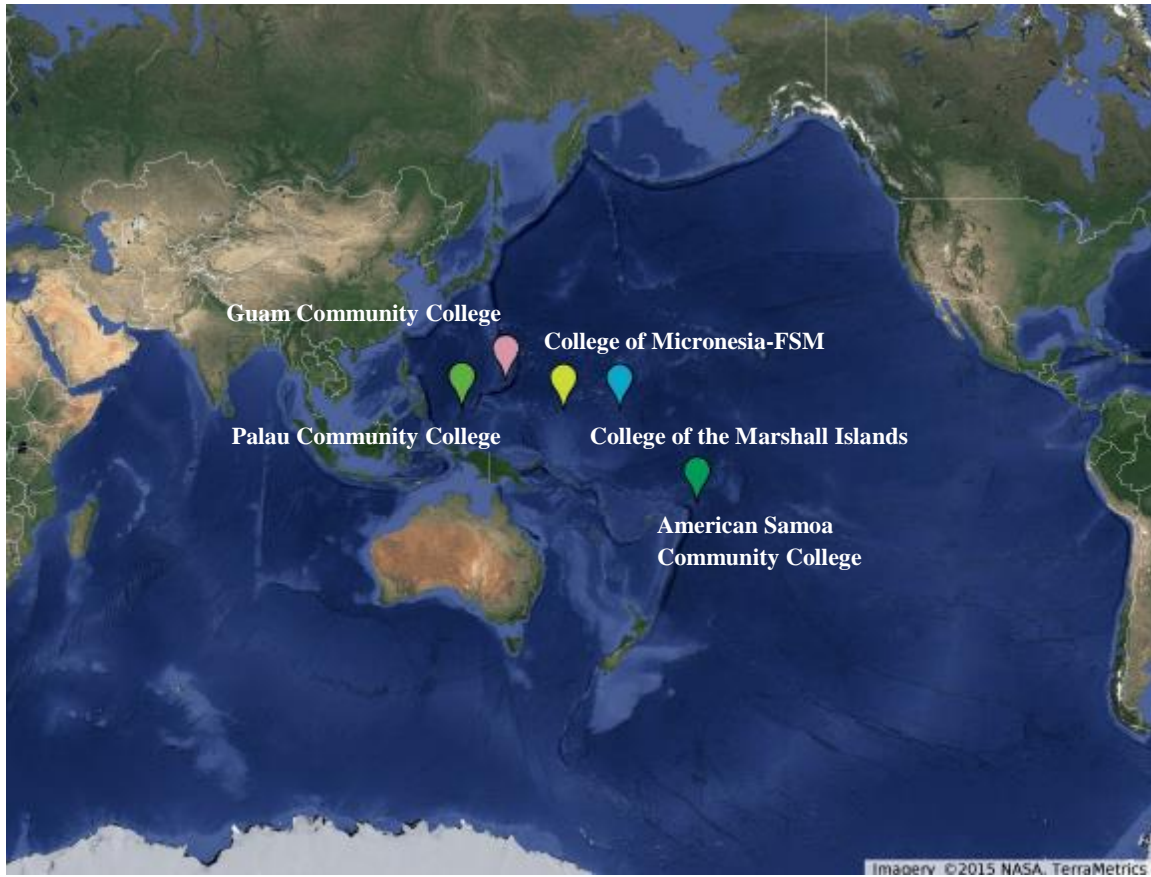 Guam Community College
College of Micronesia-FSM
Palau Community College
College of the Marshall Islands
American Samoa
Community College
Imagery ©2015 NASA, TerraMetrics